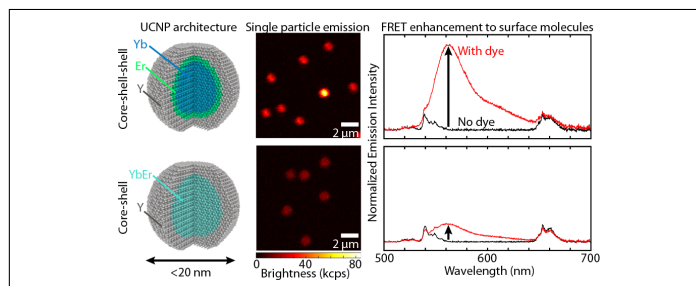 UCNP architecture
Single particle emission
FRET enhancement to surface molecules
Core-shell-shell
Yb
Er
Y
2 µm
With dye
No dye
Core-shell
YbEr
Y
2 µm
<20 nm
0 40 80
Brightness (kcps)
Normalized Emission Intensity
500 600 700
Wavelength (nm)